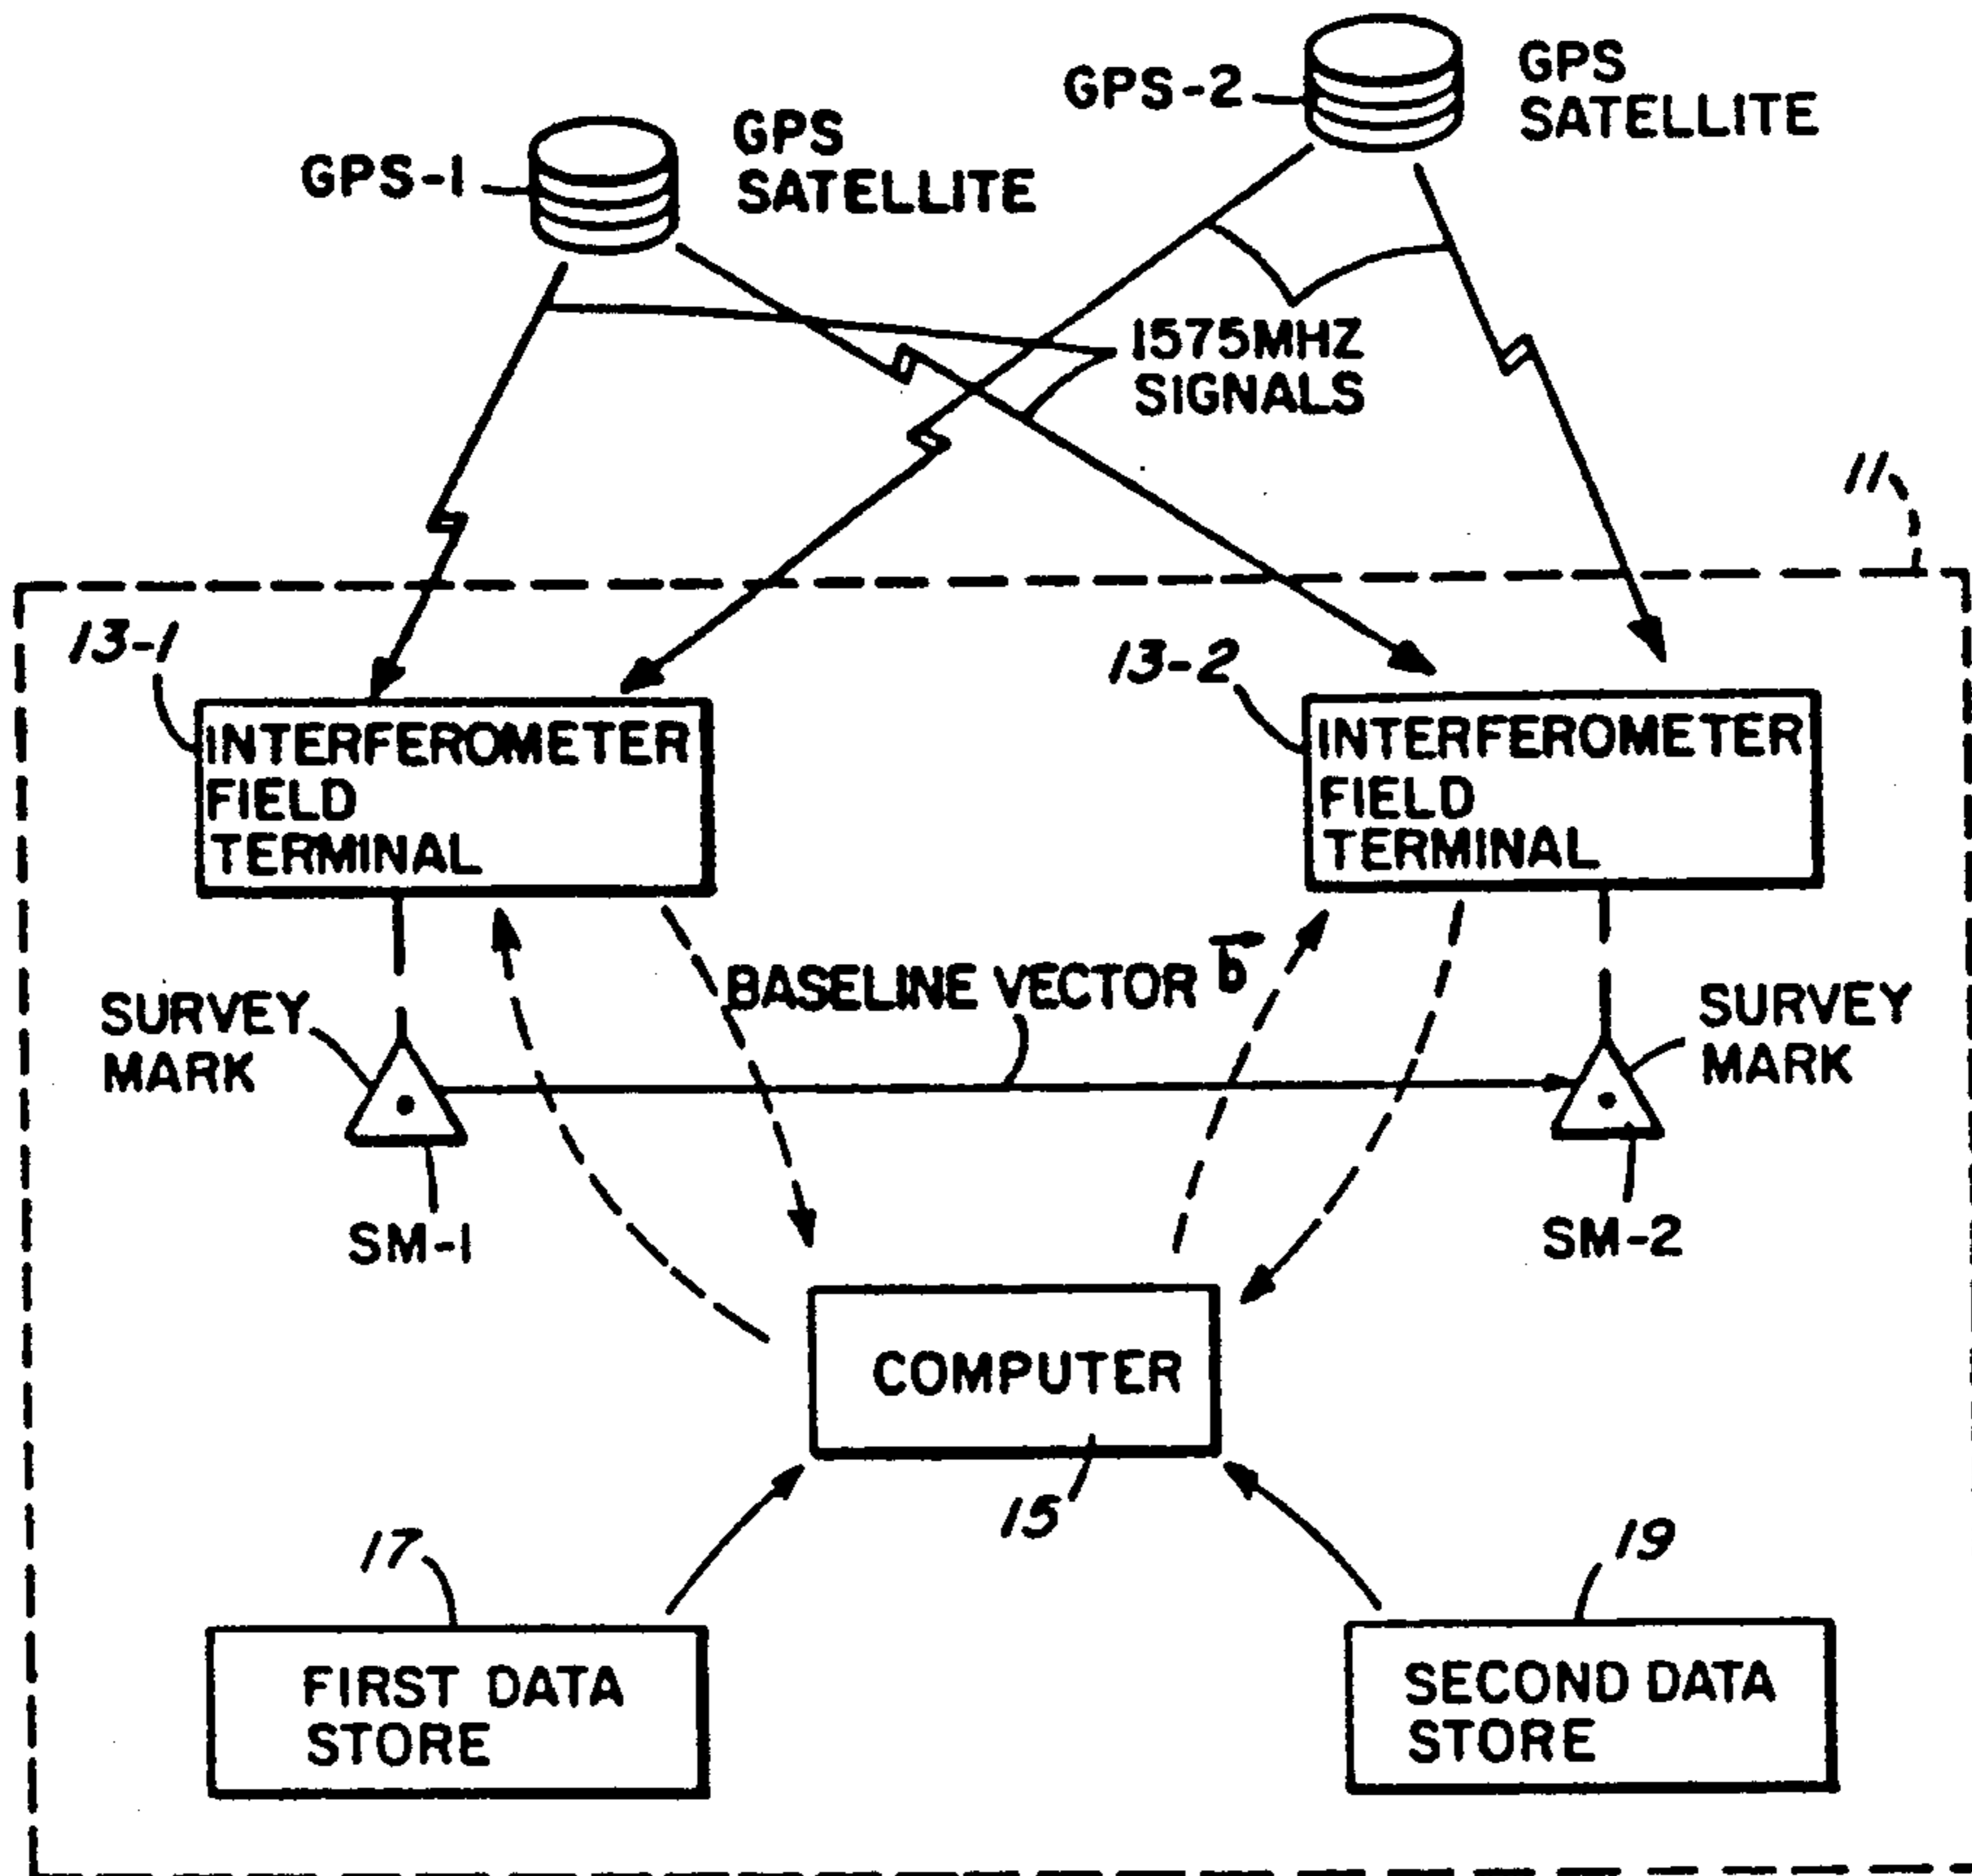 GPS-2
GPS
SATELLITE
GPS-1
GPS
SATELLITE
1575MHZ
SIGNALS
11
13-1
13-2
INTERFEROMETER
FIELD
TERMINAL
INTERFEROMETER
FIELD
TERMINAL
BASELINE VECTOR b⃗
SURVEY
MARK
SURVEY
MARK
SM-1
SM-2
COMPUTER
15
17
19
FIRST DATA
STORE
SECOND DATA
STORE